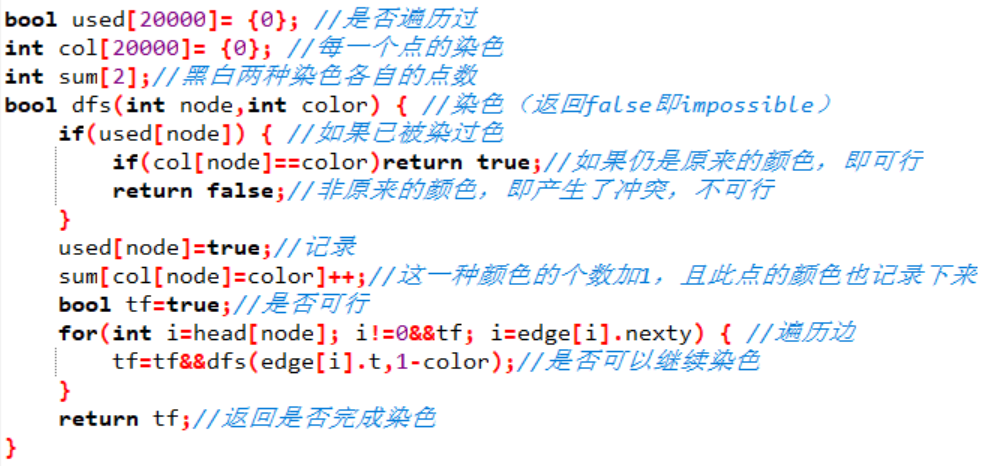 bool used[20000]= {0}; //是否遍历过
int col[20000]= {0}; //每一个点的染色
int sum[2];//黑白两种染色各自的点数
bool dfs(int node,int color) { //染色（返回false即impossible）
    if(used[node]) { //如果已被染过色
        if(col[node]==color)return true;//如果仍是原来的颜色，即可行
        return false;//非原来的颜色，即产生了冲突，不可行
    }
    used[node]=true;//记录
    sum[col[node]=color]++;//这一种颜色的个数加1，且此点的颜色也记录下来
    bool tf=true;//是否可行
    for(int i=head[node]; i!=0&&tf; i=edge[i].nexty) { //遍历边
        tf=tf&&dfs(edge[i].t,1-color);//是否可以继续染色
    }
    return tf;//返回是否完成染色
}